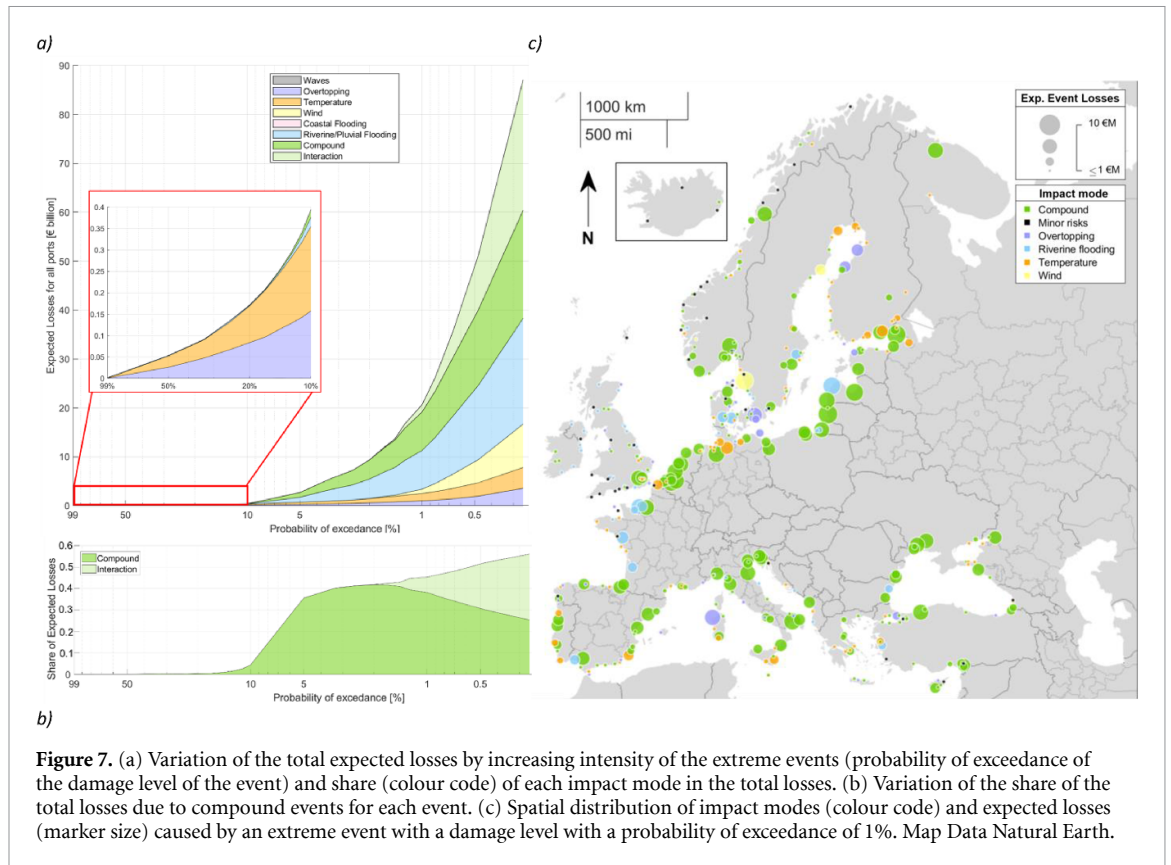 a)
c)
90
80
70
60
50
40
30
20
10
0
Expected Losses for all ports [€ billion]
Waves
Overtopping
Temperature
Wind
Coastal Flooding
Riverine/Pluvial Flooding
Compound
Interaction
0.4
0.35
0.3
0.25
0.2
0.15
0.1
0.05
0
99%
50%
20%
10%
99
50
10
5
1
0.5
Probability of excedance [%]
0.6
0.5
0.4
0.3
0.2
0.1
0
Share of Expected Losses
Compound
Interaction
99
50
10
5
1
0.5
Probability of excedance [%]
b)
1000 km
500 mi
N
Exp. Event Losses
10 €M
≤1 €M
Impact mode
Compound
Minor risks
Overtopping
Riverine flooding
Temperature
Wind
Figure 7. (a) Variation of the total expected losses by increasing intensity of the extreme events (probability of exceedance of
the damage level of the event) and share (colour code) of each impact mode in the total losses. (b) Variation of the share of the
total losses due to compound events for each event. (c) Spatial distribution of impact modes (colour code) and expected losses
(marker size) caused by an extreme event with a damage level with a probability of exceedance of 1%. Map Data Natural Earth.